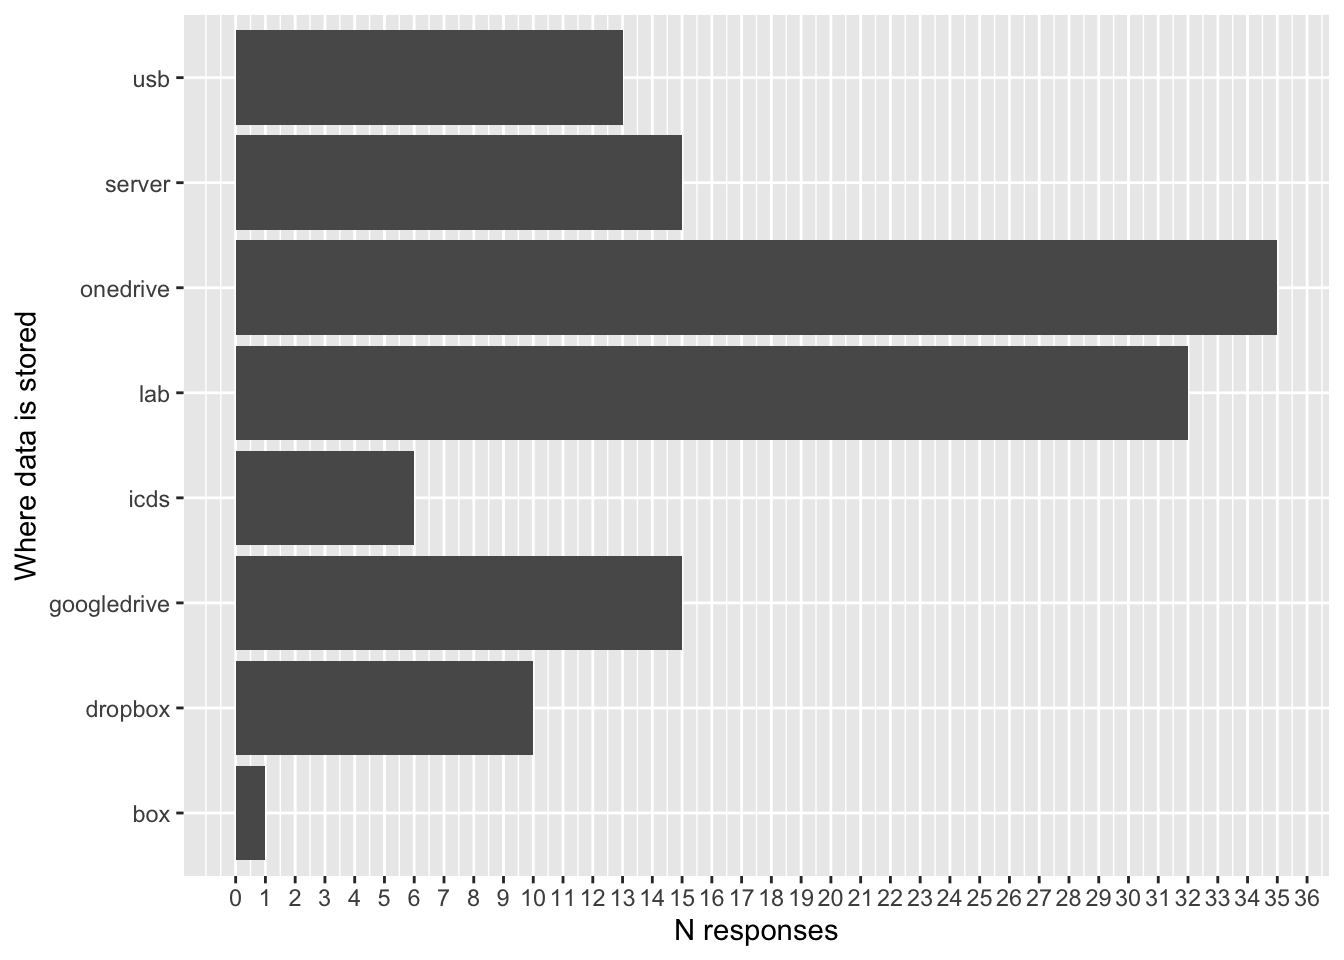 usb
server
onedrive
lab
icds
googledrive
dropbox
box
Where data is stored
0 1 2 3 4 5 6 7 8 9 10 11 12 13 14 15 16 17 18 19 20 21 22 23 24 25 26 27 28 29 30 31 32 33 34 35 36
N responses